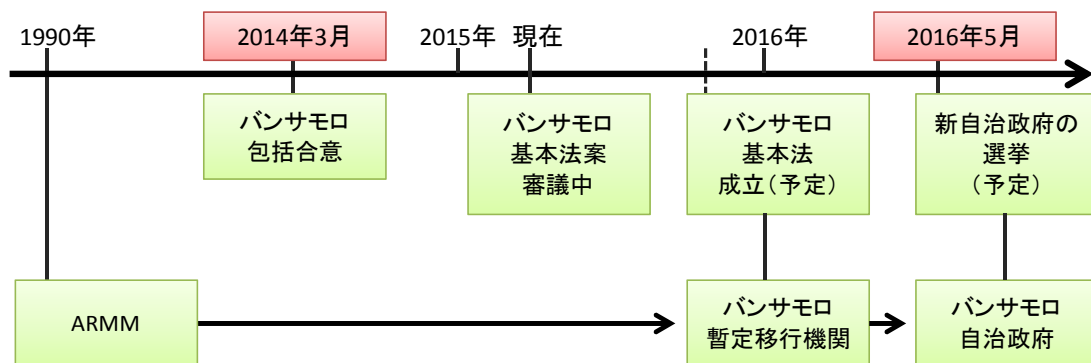 1990年
2014年3月
2015年 現在
2016年
2016年5月
バンサモロ
包括合意
バンサモロ
基本法案
審議中
バンサモロ
基本法
成立(予定)
新自治政府の
選挙
(予定)
ARMM
バンサモロ
暫定移行機関
バンサモロ
自治政府